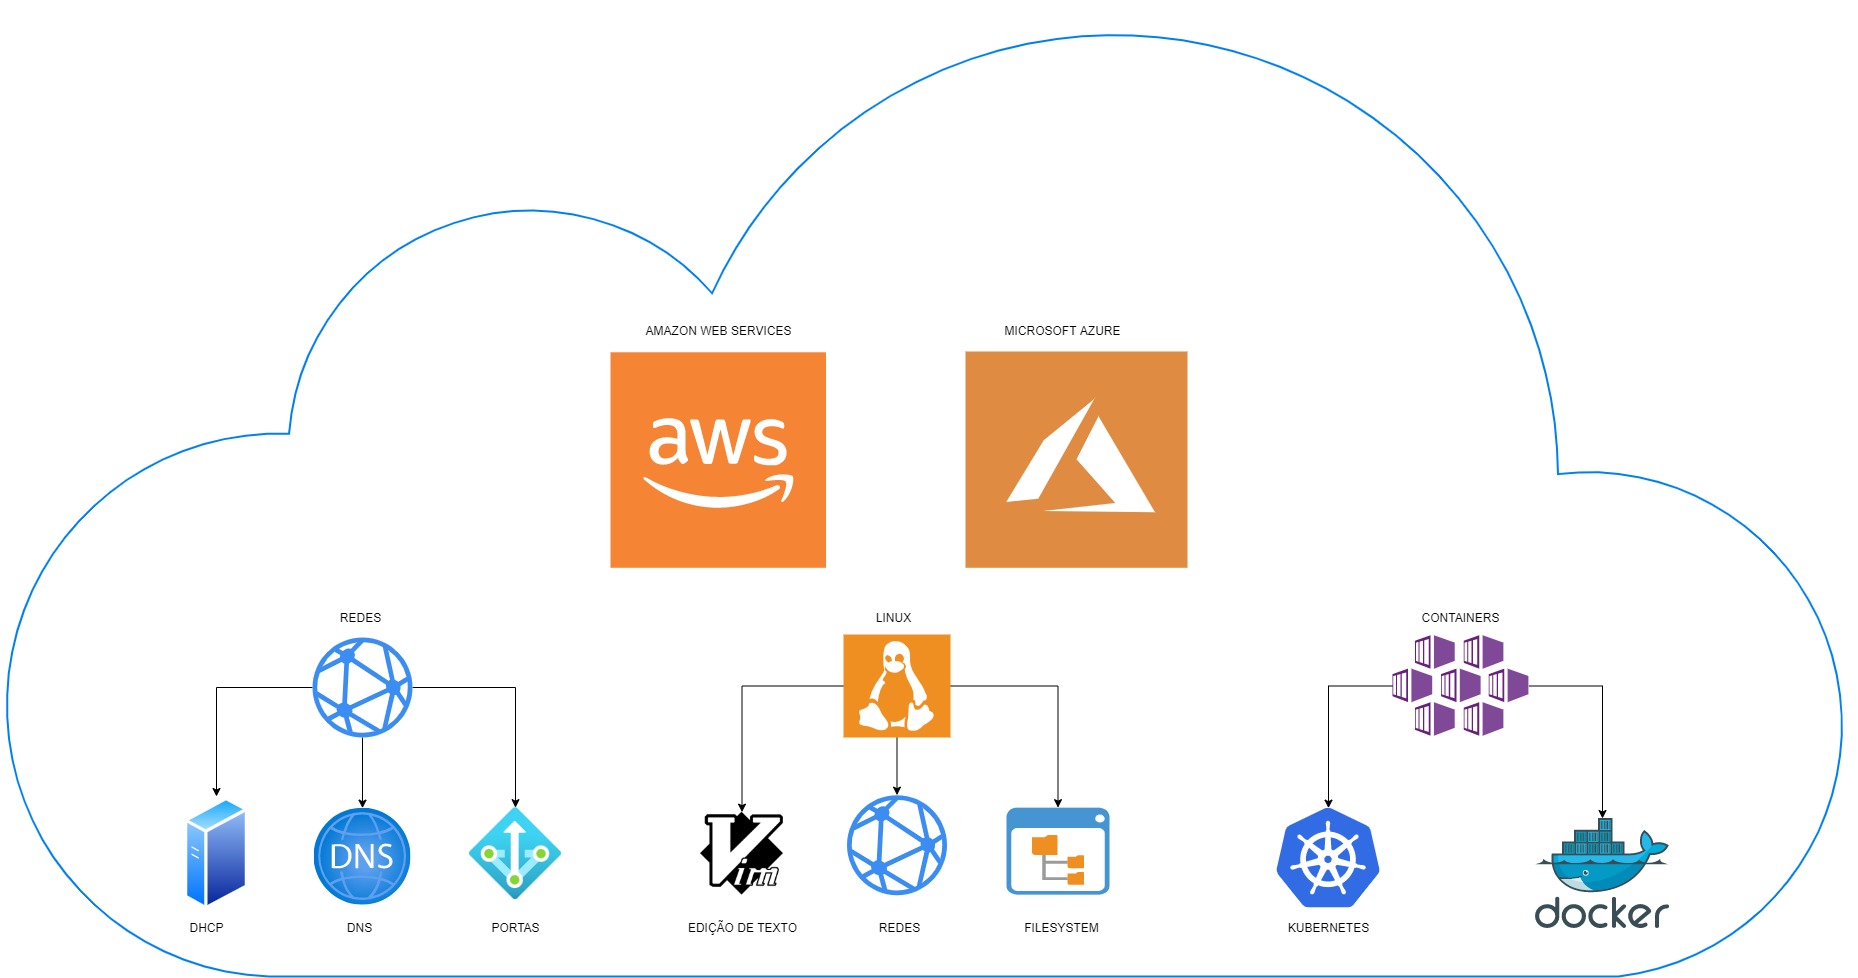 AMAZON WEB SERVICES
MICROSOFT AZURE
aws
REDES
LINUX
CONTAINERS
DNS
Vim
docker
DHCP
DNS
PORTAS
EDIÇÃO DE TEXTO
REDES
FILESYSTEM
KUBERNETES